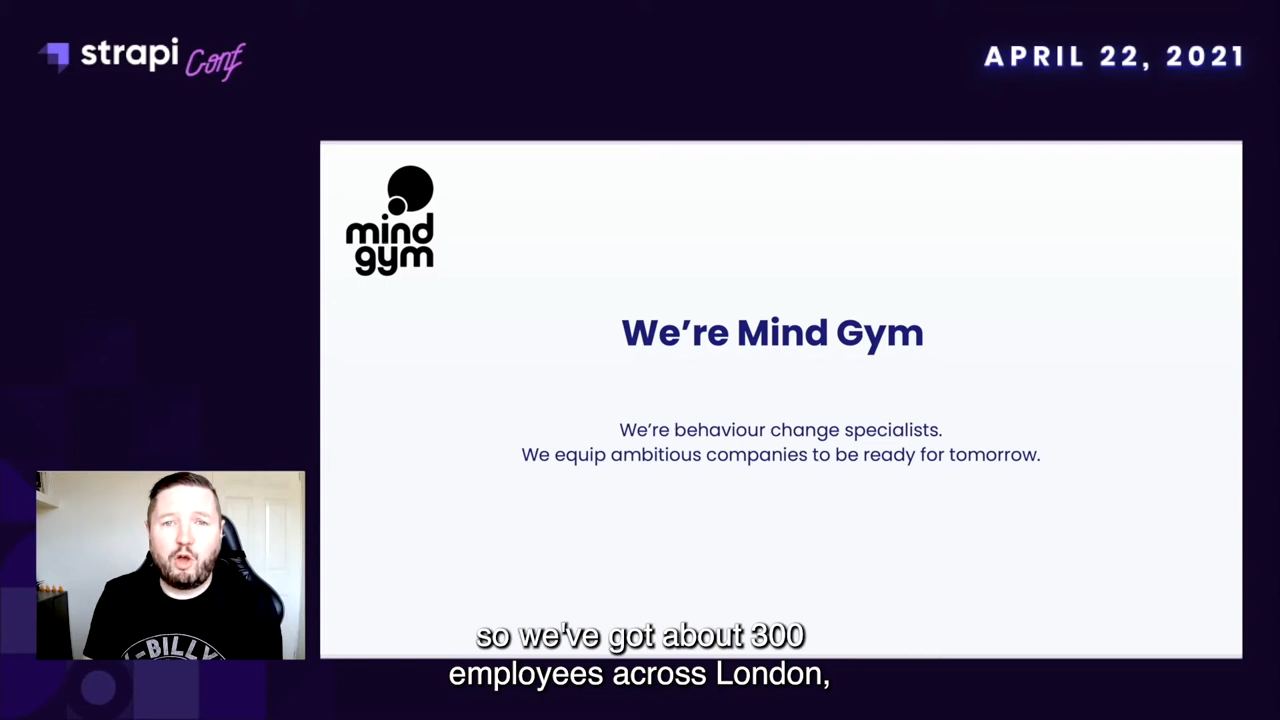 strapi Conf
APRIL 22, 2021
mind
gym
We're Mind Gym
We're behaviour change specialists.
We equip ambitious companies to be ready for tomorrow.
-BILLY
so we've got about 300
employees across London,